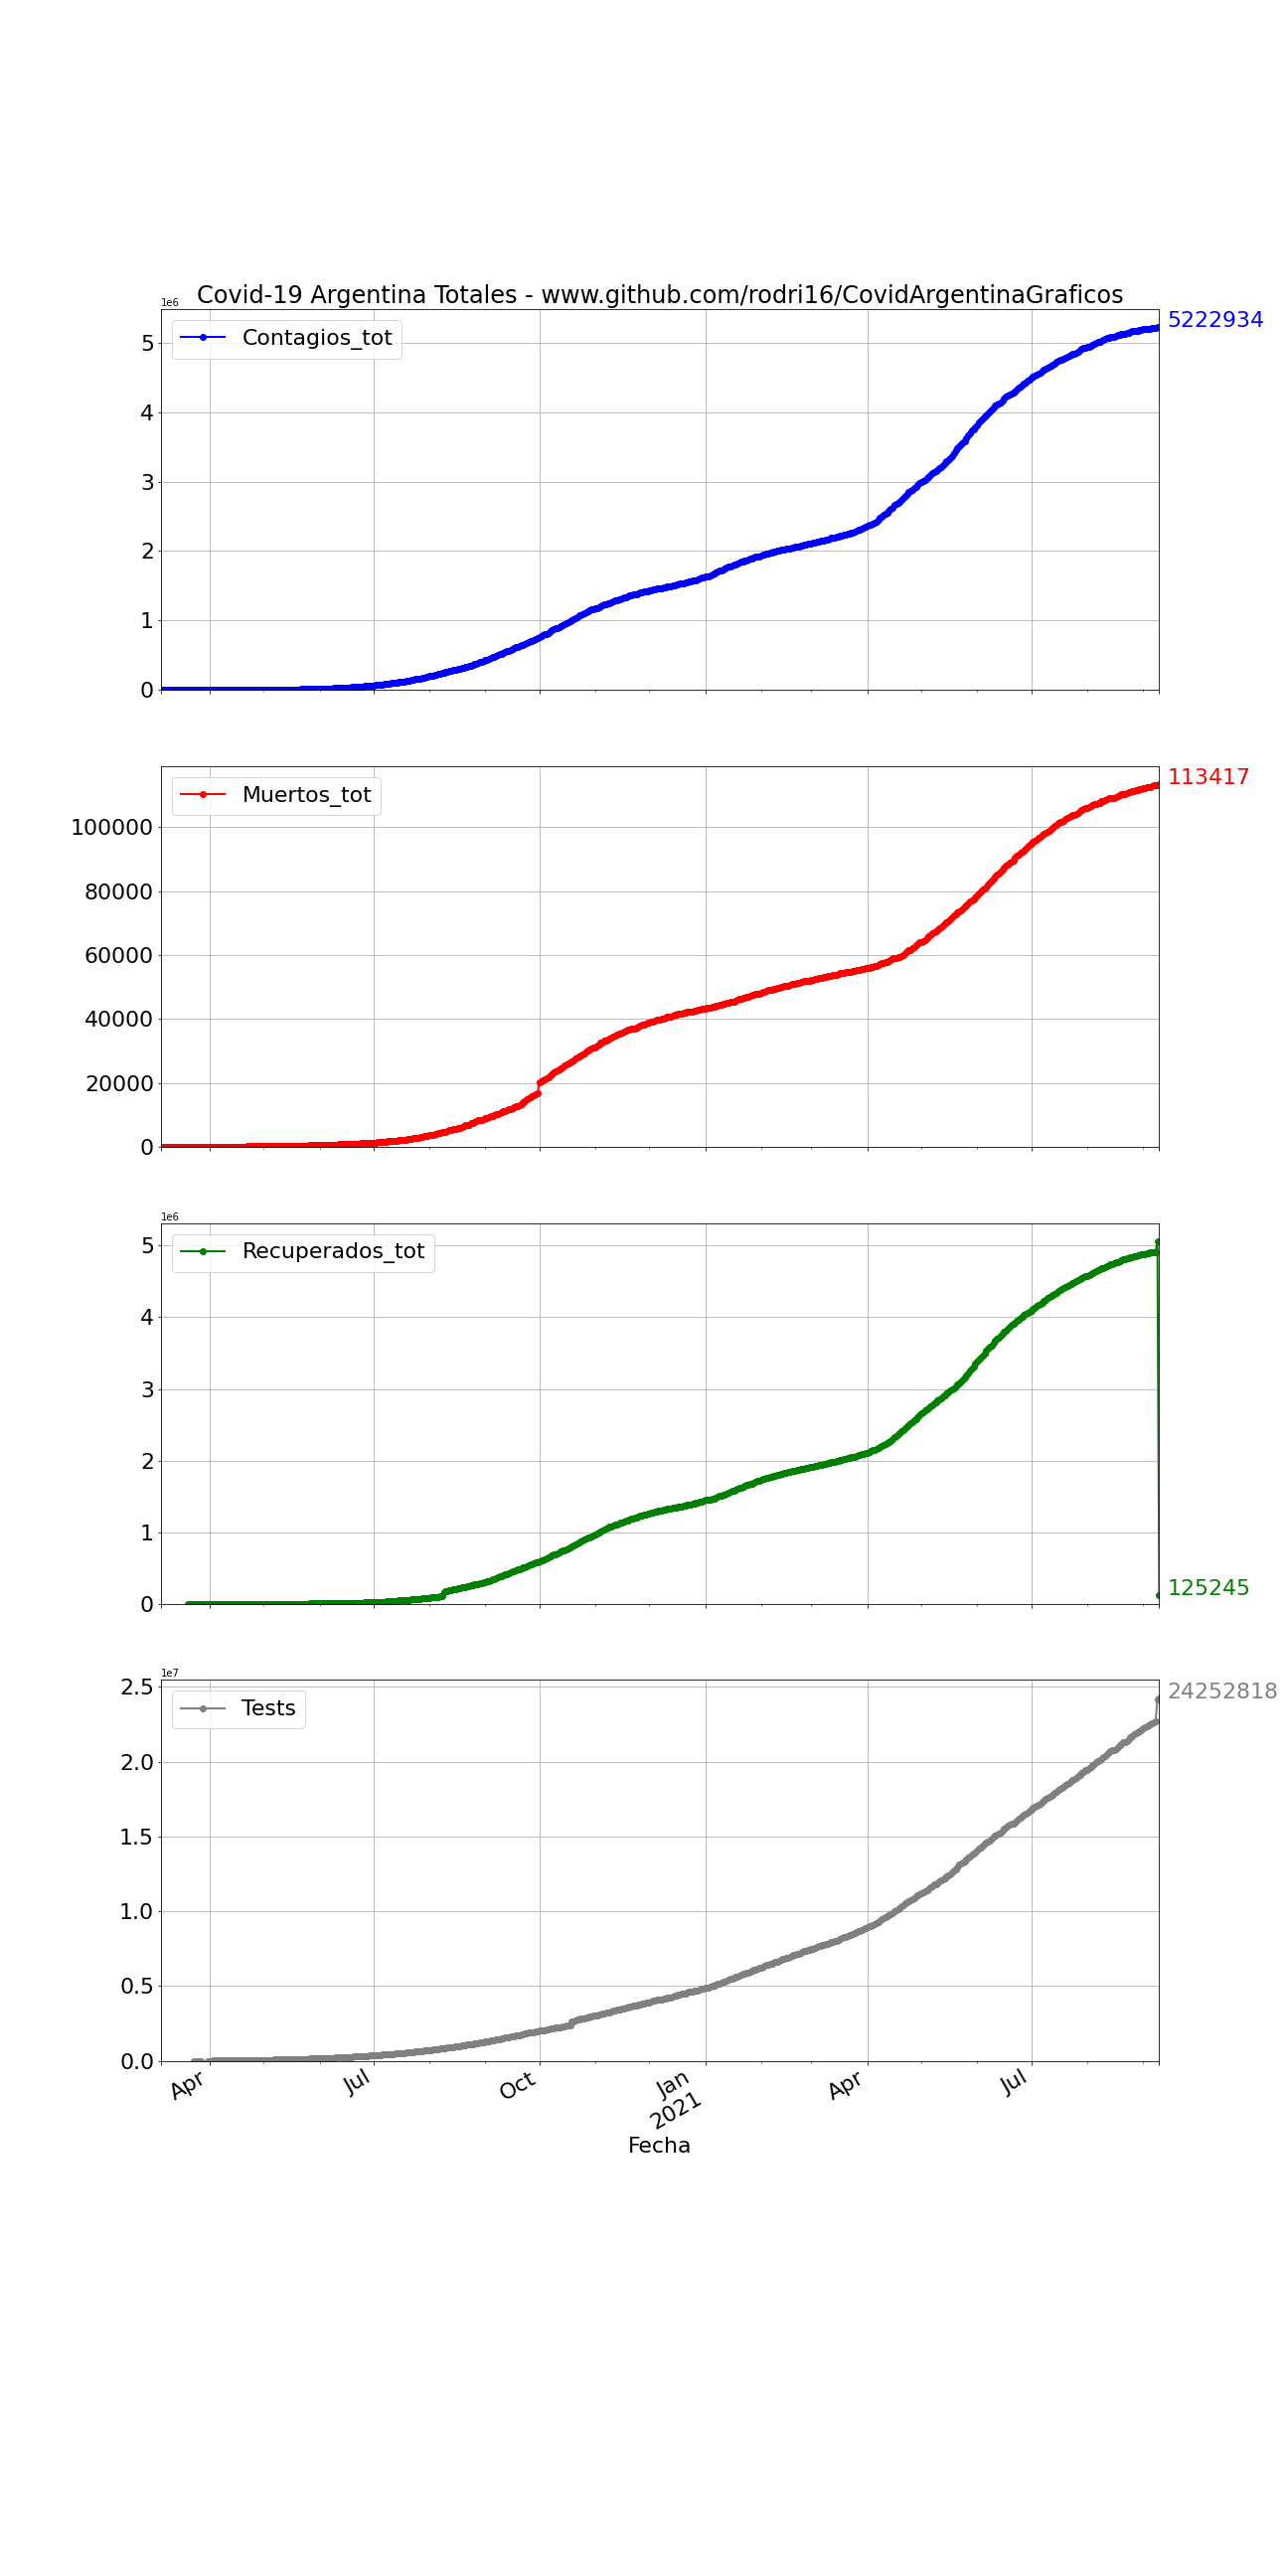 Covid-19 Argentina Totales - www.github.com/rodri16/CovidArgentinaGraficos
1e6
Contagios_tot
5222934
5
4
3
2
1
0
Muertos_tot
113417
100000
80000
60000
40000
20000
0
1e6
Recuperados_tot
5
4
3
2
1
0
125245
1e7
Tests
24252818
2.5
2.0
1.5
1.0
0.5
0.0
Apr
Jul
Oct
Jan
2021
Apr
Jul
Fecha